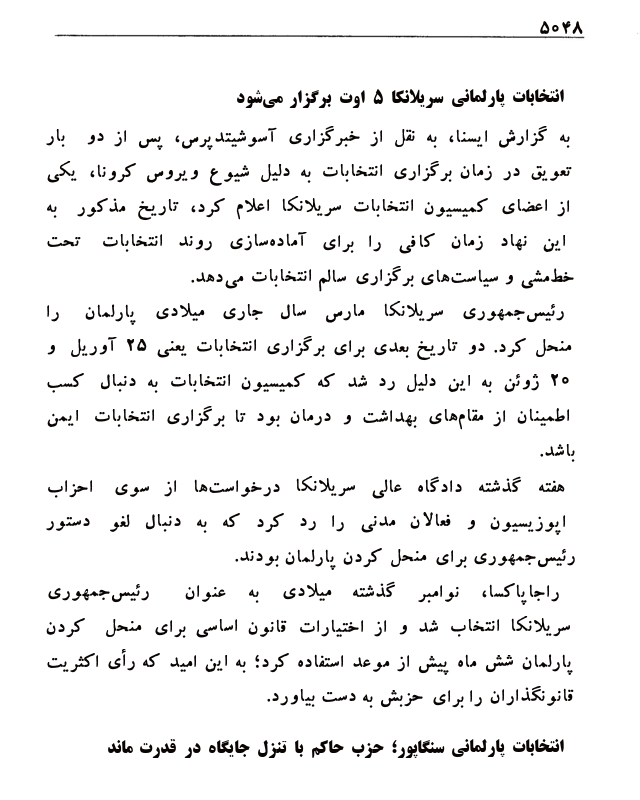 ۵۰۴۸
انتخابات پارلمانی سریلانکا ۵ اوت برگزار می‌شود
به گزارش ایسنا، به نقل از خبرگزاری آسوشیتدپرس، پس از دو بار
تعویق در زمان برگزاری انتخابات به دلیل شیوع ویروس کرونا، یکی
از اعضای کمیسیون انتخابات سریلانکا اعلام کرد، تاریخ مذکور به
این نهاد زمان کافی را برای آماده‌سازی روند انتخابات تحت
خط‌مشی و سیاست‌های برگزاری سالم انتخابات می‌دهد.
رئیس‌جمهوری سریلانکا مارس سال جاری میلادی پارلمان را
منحل کرد. دو تاریخ بعدی برای برگزاری انتخابات یعنی ۲۵ آوریل و
۲۰ ژوئن به این دلیل رد شد که کمیسیون انتخابات به دنبال کسب
اطمینان از مقام‌های بهداشت و درمان بود تا برگزاری انتخابات ایمن
باشد.
هفته گذشته دادگاه عالی سریلانکا درخواست‌ها از سوی احزاب
اپوزیسیون و فعالان مدنی را رد کرد که به دنبال لغو دستور
رئیس‌جمهوری برای منحل کردن پارلمان بودند.
راجاپاکسا، نوامبر گذشته میلادی به عنوان رئیس‌جمهوری
سریلانکا انتخاب شد و از اختیارات قانون اساسی برای منحل کردن
پارلمان شش ماه پیش از موعد استفاده کرد؛ به این امید که رأی اکثریت
قانونگذاران را برای حزبش به دست بیاورد.
انتخابات پارلمانی سنگاپور؛ حزب حاکم با تنزل جایگاه در قدرت ماند